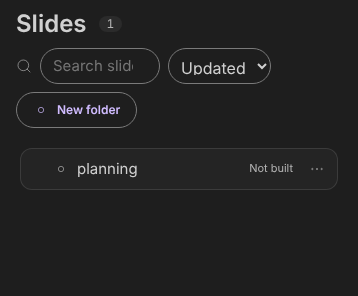 Slides 1
Search slid
Updated
New folder
planning Not built ...